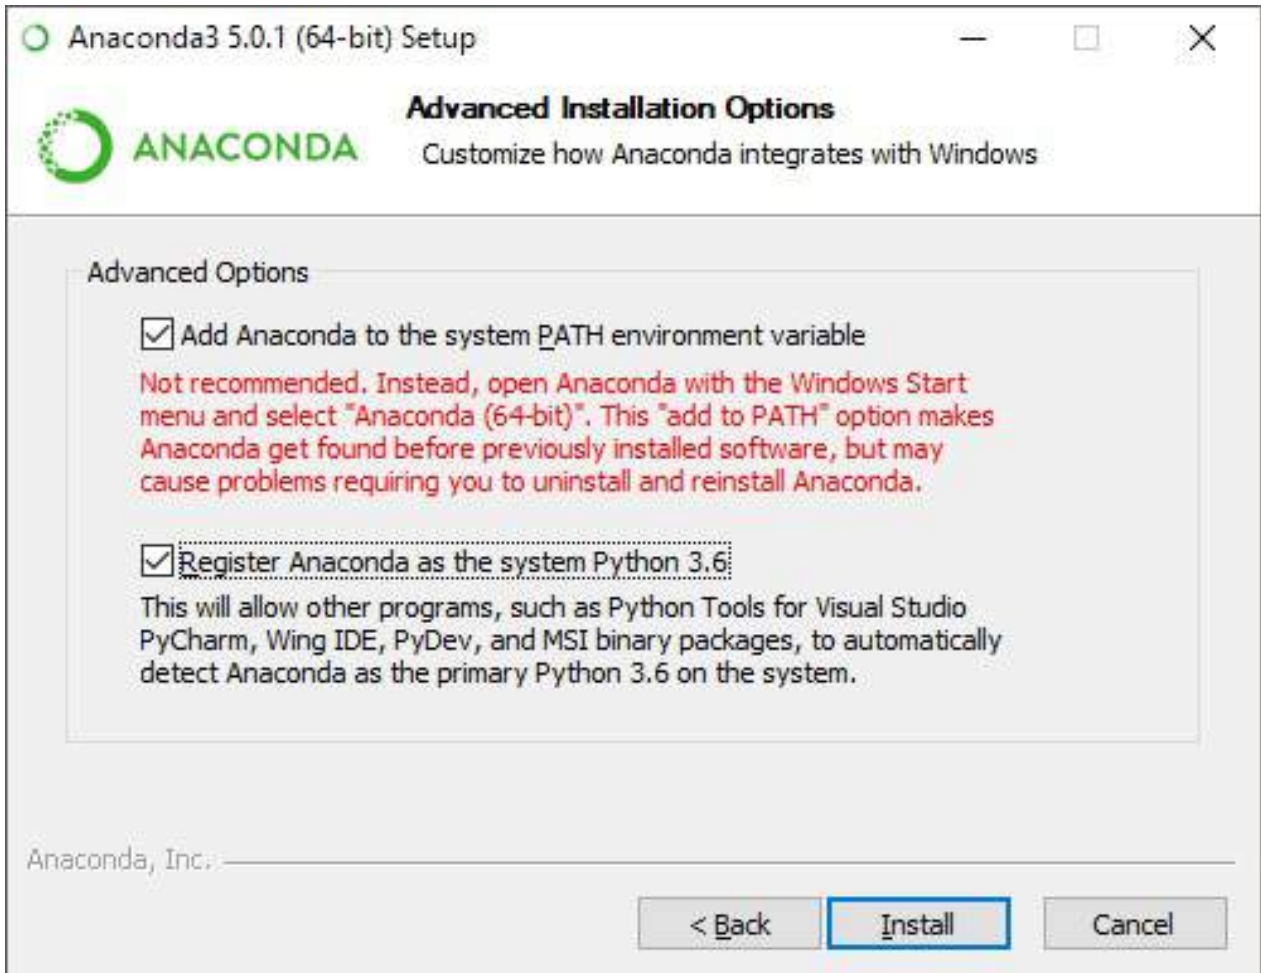 Anaconda3 5.0.1 (64-bit) Setup
ANACONDA
Advanced Installation Options
Customize how Anaconda integrates with Windows
Advanced Options
Add Anaconda to the system PATH environment variable
Not recommended. Instead, open Anaconda with the Windows Start
menu and select "Anaconda (64-bit)". This "add to PATH" option makes
Anaconda get found before previously installed software, but may
cause problems requiring you to uninstall and reinstall Anaconda.
Register Anaconda as the system Python 3.6
This will allow other programs, such as Python Tools for Visual Studio
PyCharm, Wing IDE, PyDev, and MSI binary packages, to automatically
detect Anaconda as the primary Python 3.6 on the system.
Anaconda, Inc.
< Back
Install
Cancel